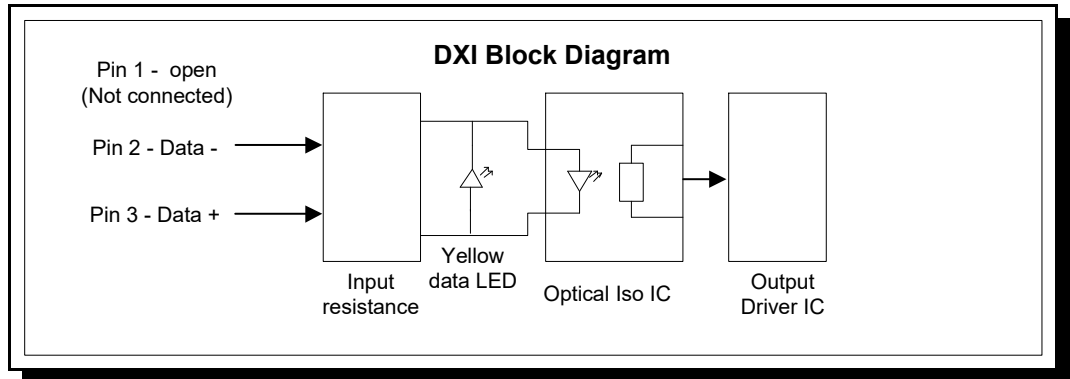 DXI Block Diagram
Pin 1 - open
(Not connected)
Pin 2 - Data -
Pin 3 - Data +
Input
resistance
Yellow
data LED
Optical Iso IC
Output
Driver IC